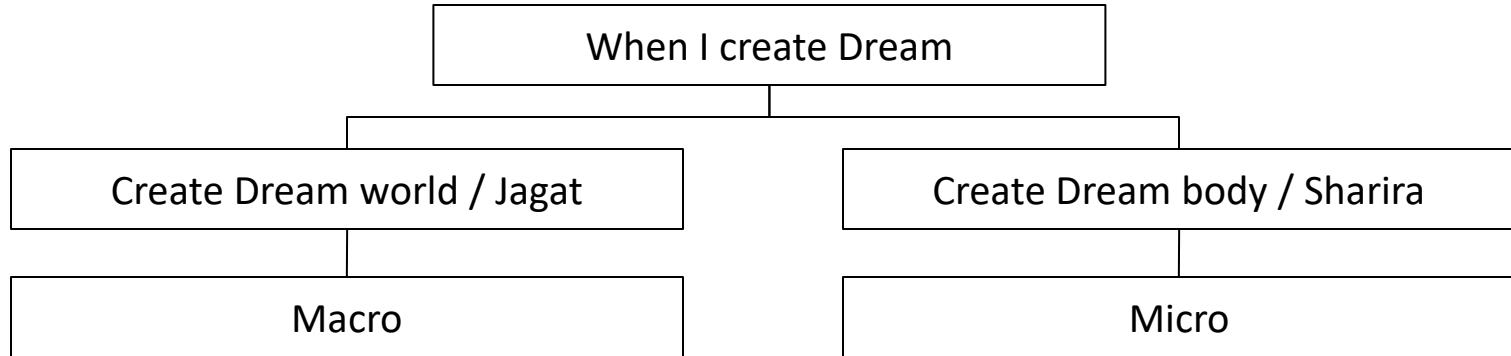 When I create Dream
Create Dream world / Jagat
Create Dream body / Sharira
Macro
Micro